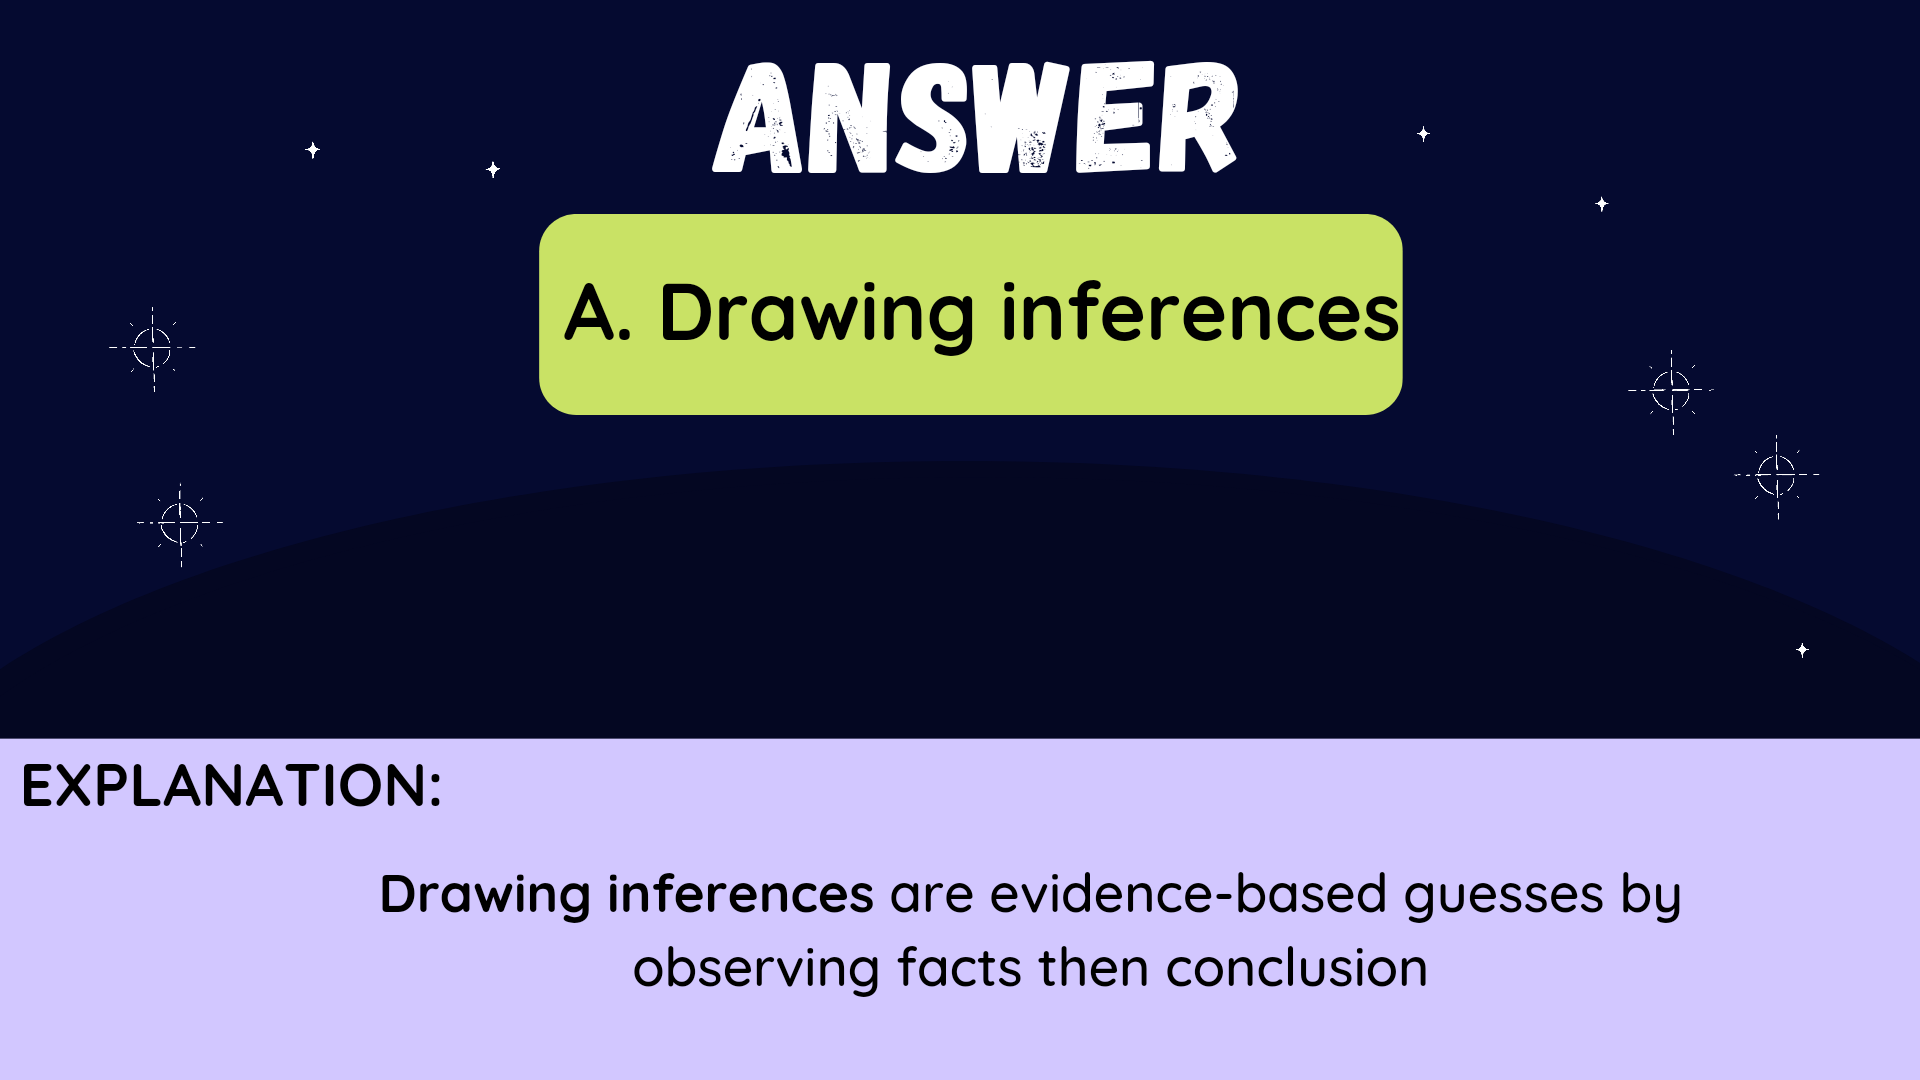 ANSWER
A. Drawing inferences
EXPLANATION:
Drawing inferences are evidence-based guesses by
observing facts then conclusion